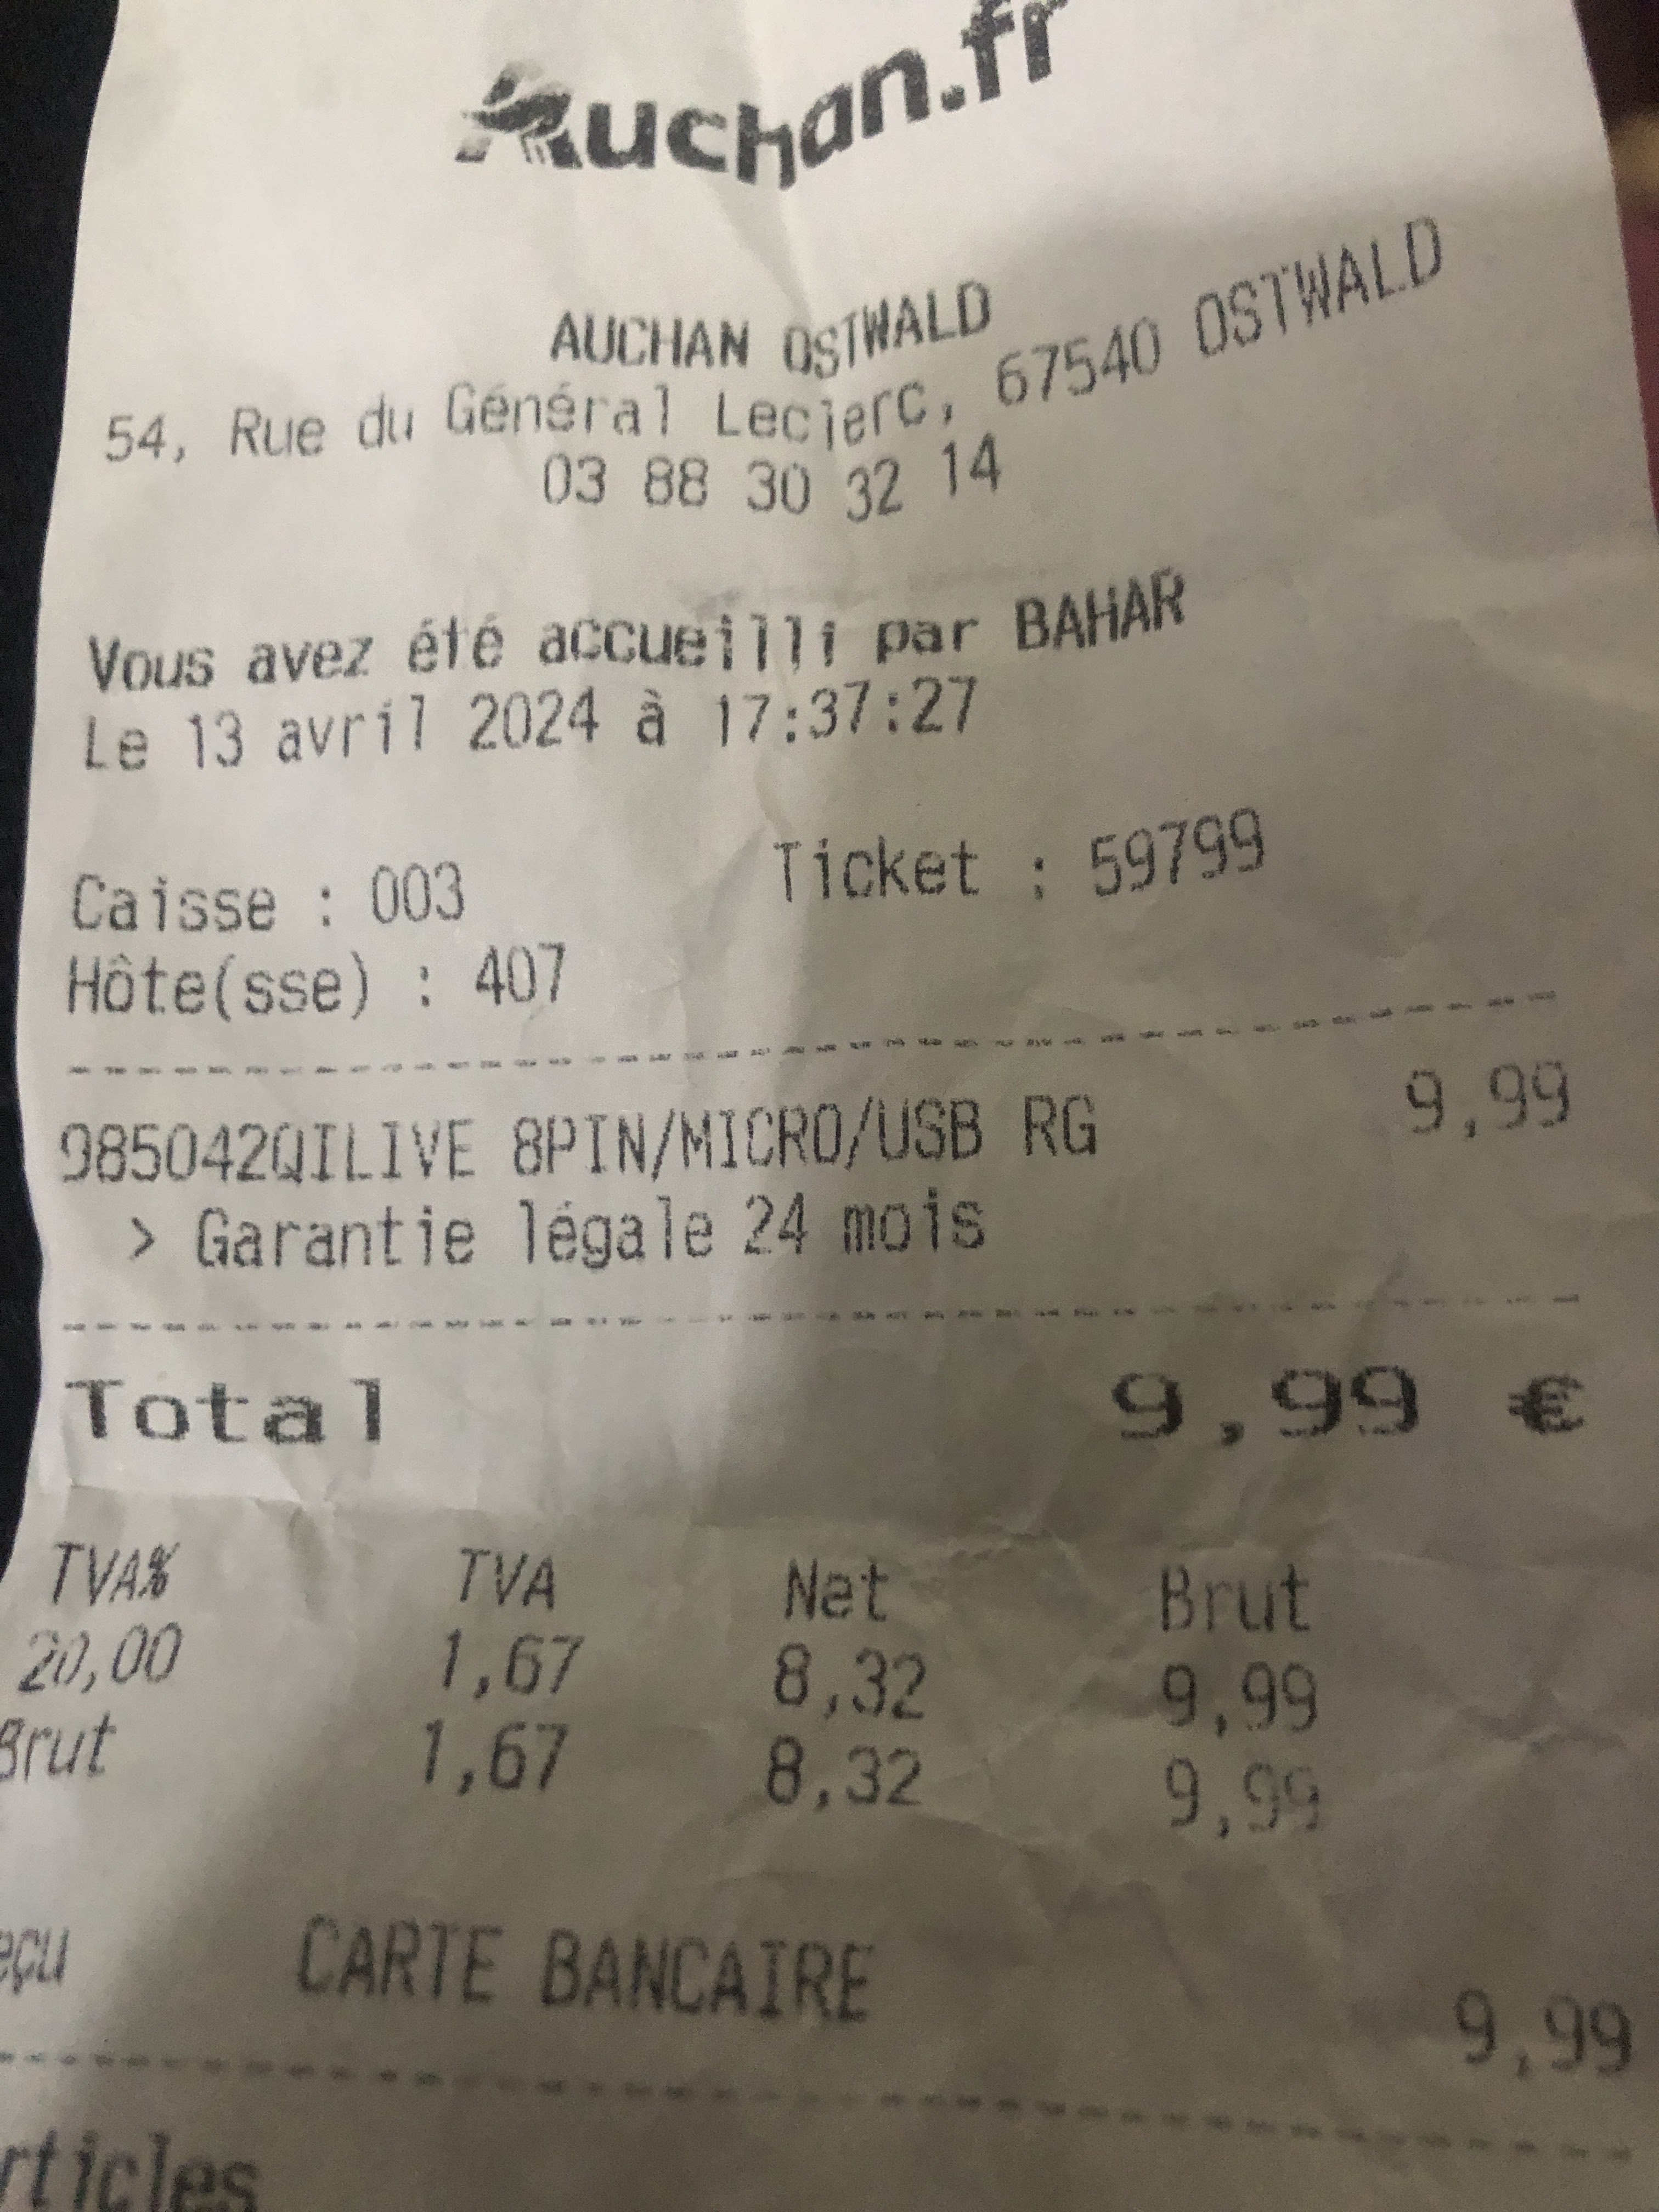 Auchan.fr
AUCHAN OSTWALD
54, Rue du Général Leclerc, 67540 OSTWALD
03 88 30 32 14
Vous avez été accueilli par BAHAR
Le 13 avril 2024 à 17:37:27
Caisse : 003 Ticket : 59799
Hôte(sse) : 407
985042QILIVE 8PIN/MICRO/USB RG 9,99
> Garantie légale 24 mois
Total 9,99 €
TVA% TVA Net Brut
20,00 1,67 8,32 9,99
Brut 1,67 8,32 9,99
eçu CARTE BANCAIRE 9,99
rticles